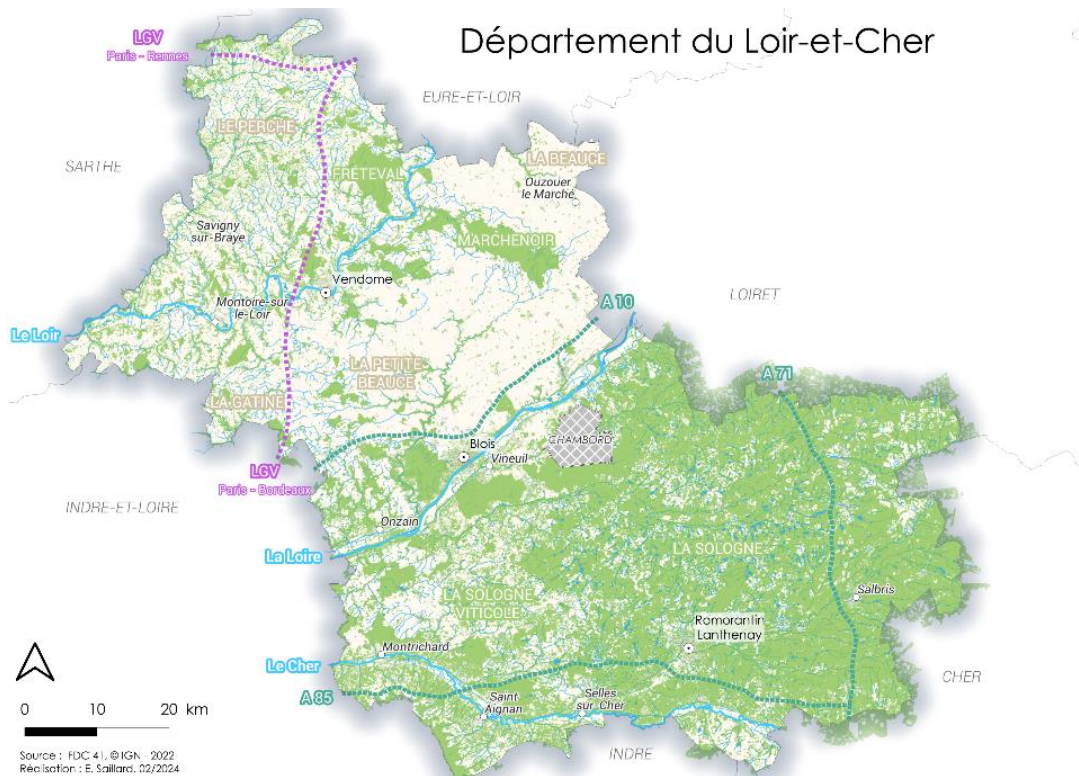 Département du Loir-et-Cher
LGV
Paris - Rennes
EURE-ET-LOIR
LE PERCHE
SARTHE
LA BEAUCE
Ouzouer
le Marché
FRÉTEVAL
Savigny
sur-Braye
MARCHENOIR
Vendome
Montoire-sur
le-Loir
LOIRET
A 10
Le Loir
LA PETITE
BEAUCE
A 71
LA GATINE
CHAMBORD
Blois
Vineuil
LGV
Paris - Bordeaux
INDRE-ET-LOIRE
Onzain
La Loire
LA SOLOGNE
LA SOLOGNE
VITICOLE
Salbris
Romorantin
Lanthenay
Montrichard
Le Cher
CHER
A 85
Saint
Aignan
Selles
sur-Cher
INDRE
0 10 20 km
Source : FDC 41, © IGN - 2022
Réalisation : E. Saillard, 02/2024